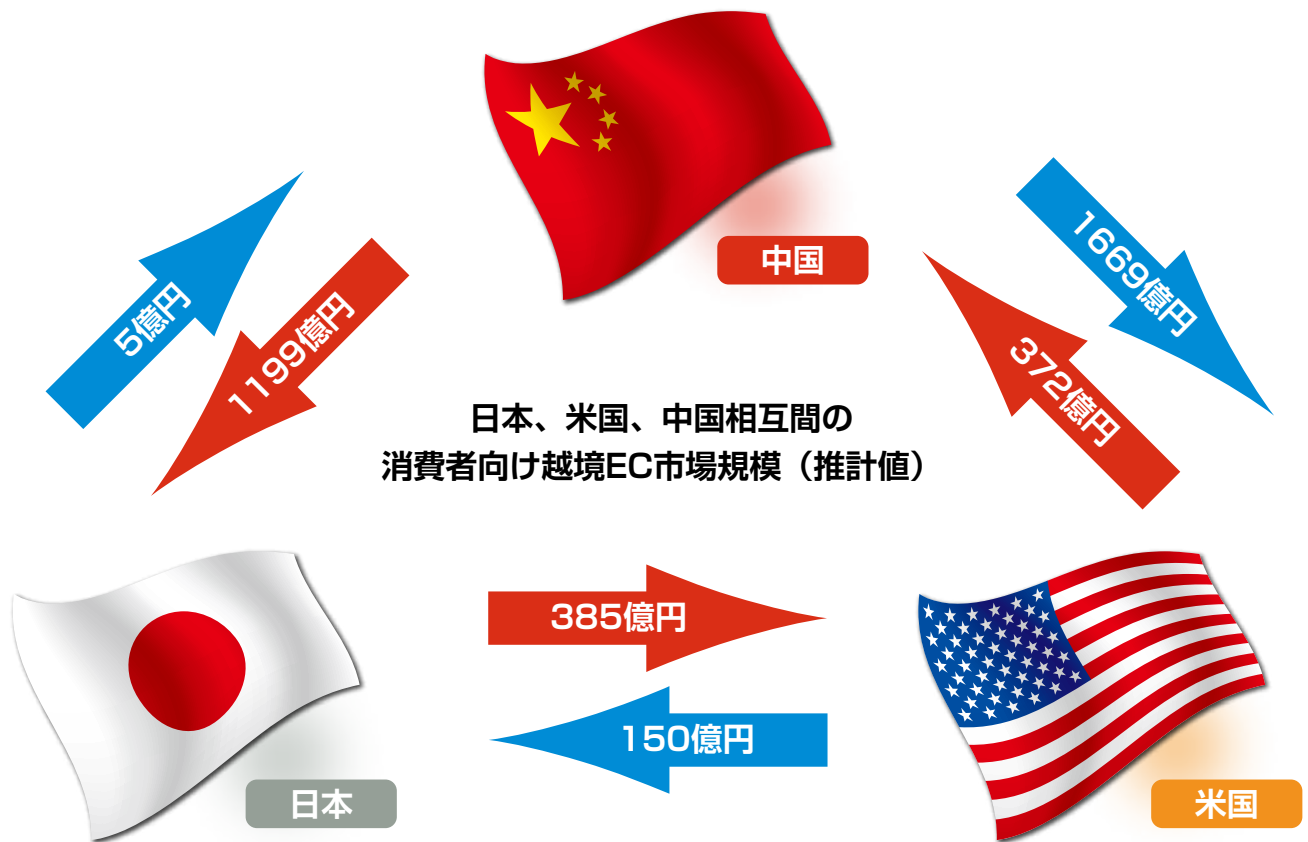 中国
5億円
1199億円
1669億円
372億円
日本、米国、中国相互間の
消費者向け越境EC市場規模（推計値）
385億円
150億円
日本
米国